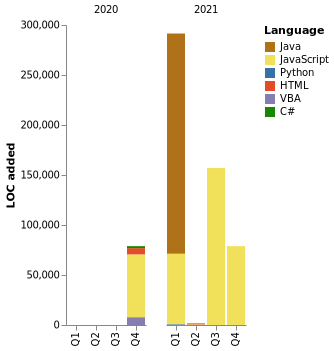 2020 2021
Language
Java
JavaScript
Python
HTML
VBA
C#
LOC added
300,000
250,000
200,000
150,000
100,000
50,000
0
Q1 Q2 Q3 Q4 Q1 Q2 Q3 Q4